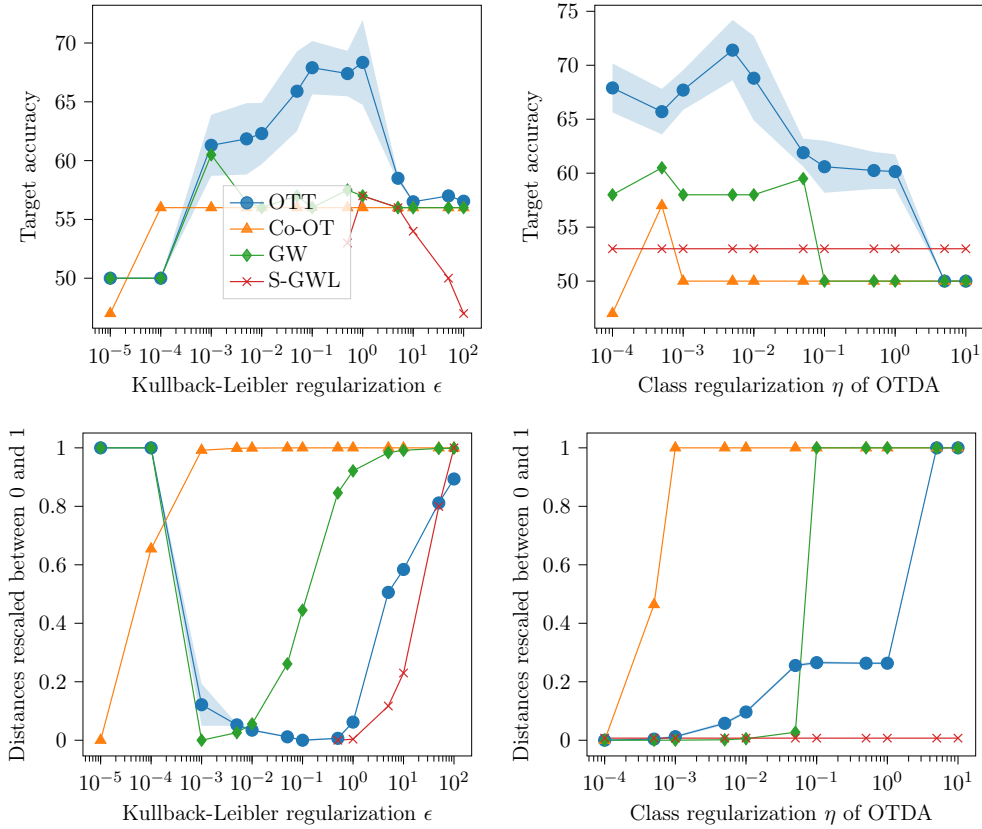 75
70
65
60
55
50
Target accuracy
OTT
Co-OT
GW
S-GWL
10^{-5} 10^{-4} 10^{-3} 10^{-2} 10^{-1} 10^{0} 10^{1} 10^{2}
Kullback-Leibler regularization ϵ
75
70
65
60
55
50
Target accuracy
10^{-4} 10^{-3} 10^{-2} 10^{-1} 10^{0} 10^{1}
Class regularization η of OTDA
1
0.8
0.6
0.4
0.2
0
Distances rescaled between 0 and 1
10^{-5} 10^{-4} 10^{-3} 10^{-2} 10^{-1} 10^{0} 10^{1} 10^{2}
Kullback-Leibler regularization ϵ
1
0.8
0.6
0.4
0.2
0
Distances rescaled between 0 and 1
10^{-4} 10^{-3} 10^{-2} 10^{-1} 10^{0} 10^{1}
Class regularization η of OTDA